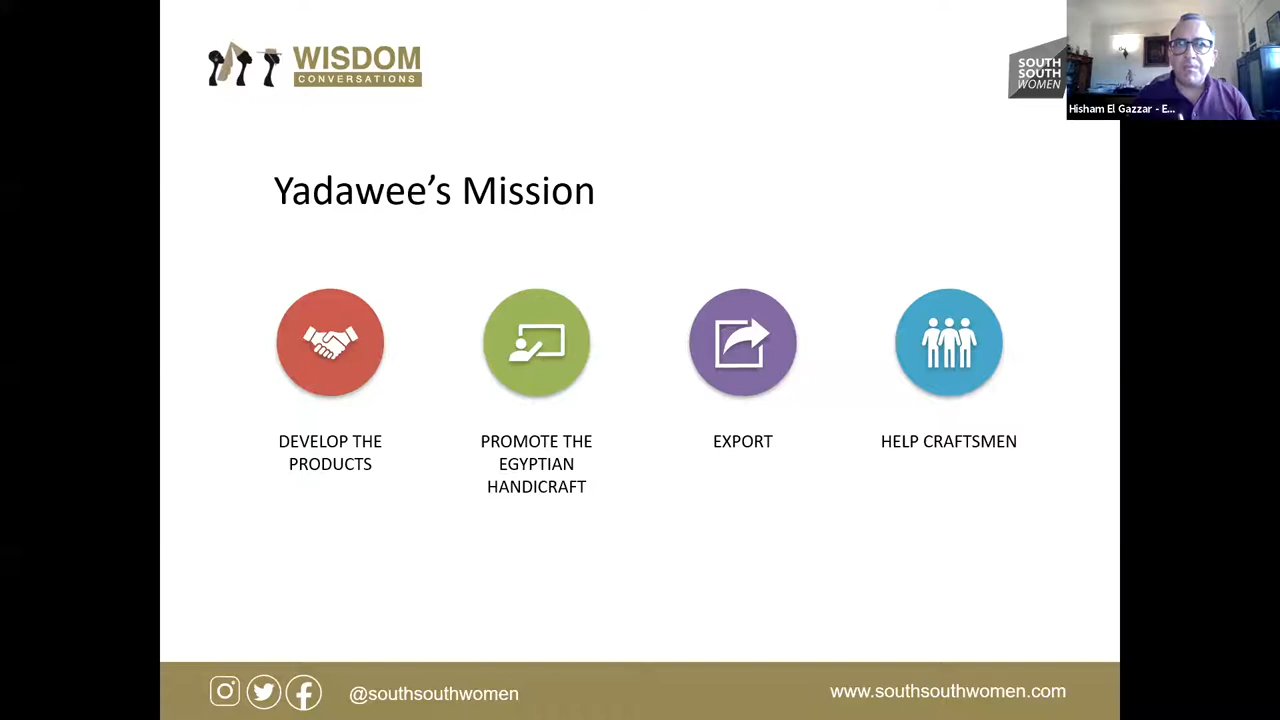 WISDOM
CONVERSATIONS
SOUTH
SOUTH
WOMEN
Hisham El Gazzar - E...
Yadawee’s Mission
DEVELOP THE
PRODUCTS
PROMOTE THE
EGYPTIAN
HANDICRAFT
EXPORT
HELP CRAFTSMEN
@southsouthwomen
www.southsouthwomen.com